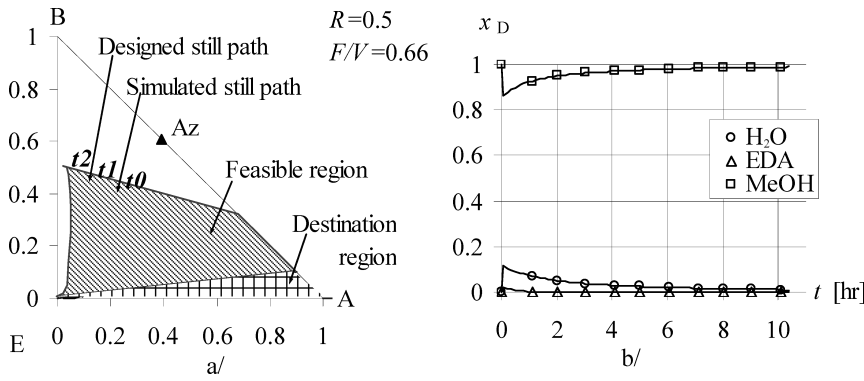 B
R=0.5
F/V=0.66
1
Designed still path
0.8
Simulated still path
Az
0.6
t2 t1 t0
0.4
Feasible region
0.2
Destination
region
0
A
E
0 0.2 0.4 0.6 0.8 1
a/
x D
1
0.8
0.6
0.4
0.2
0
H₂O
EDA
MeOH
t [hr]
0 2 4 6 8 10
b/